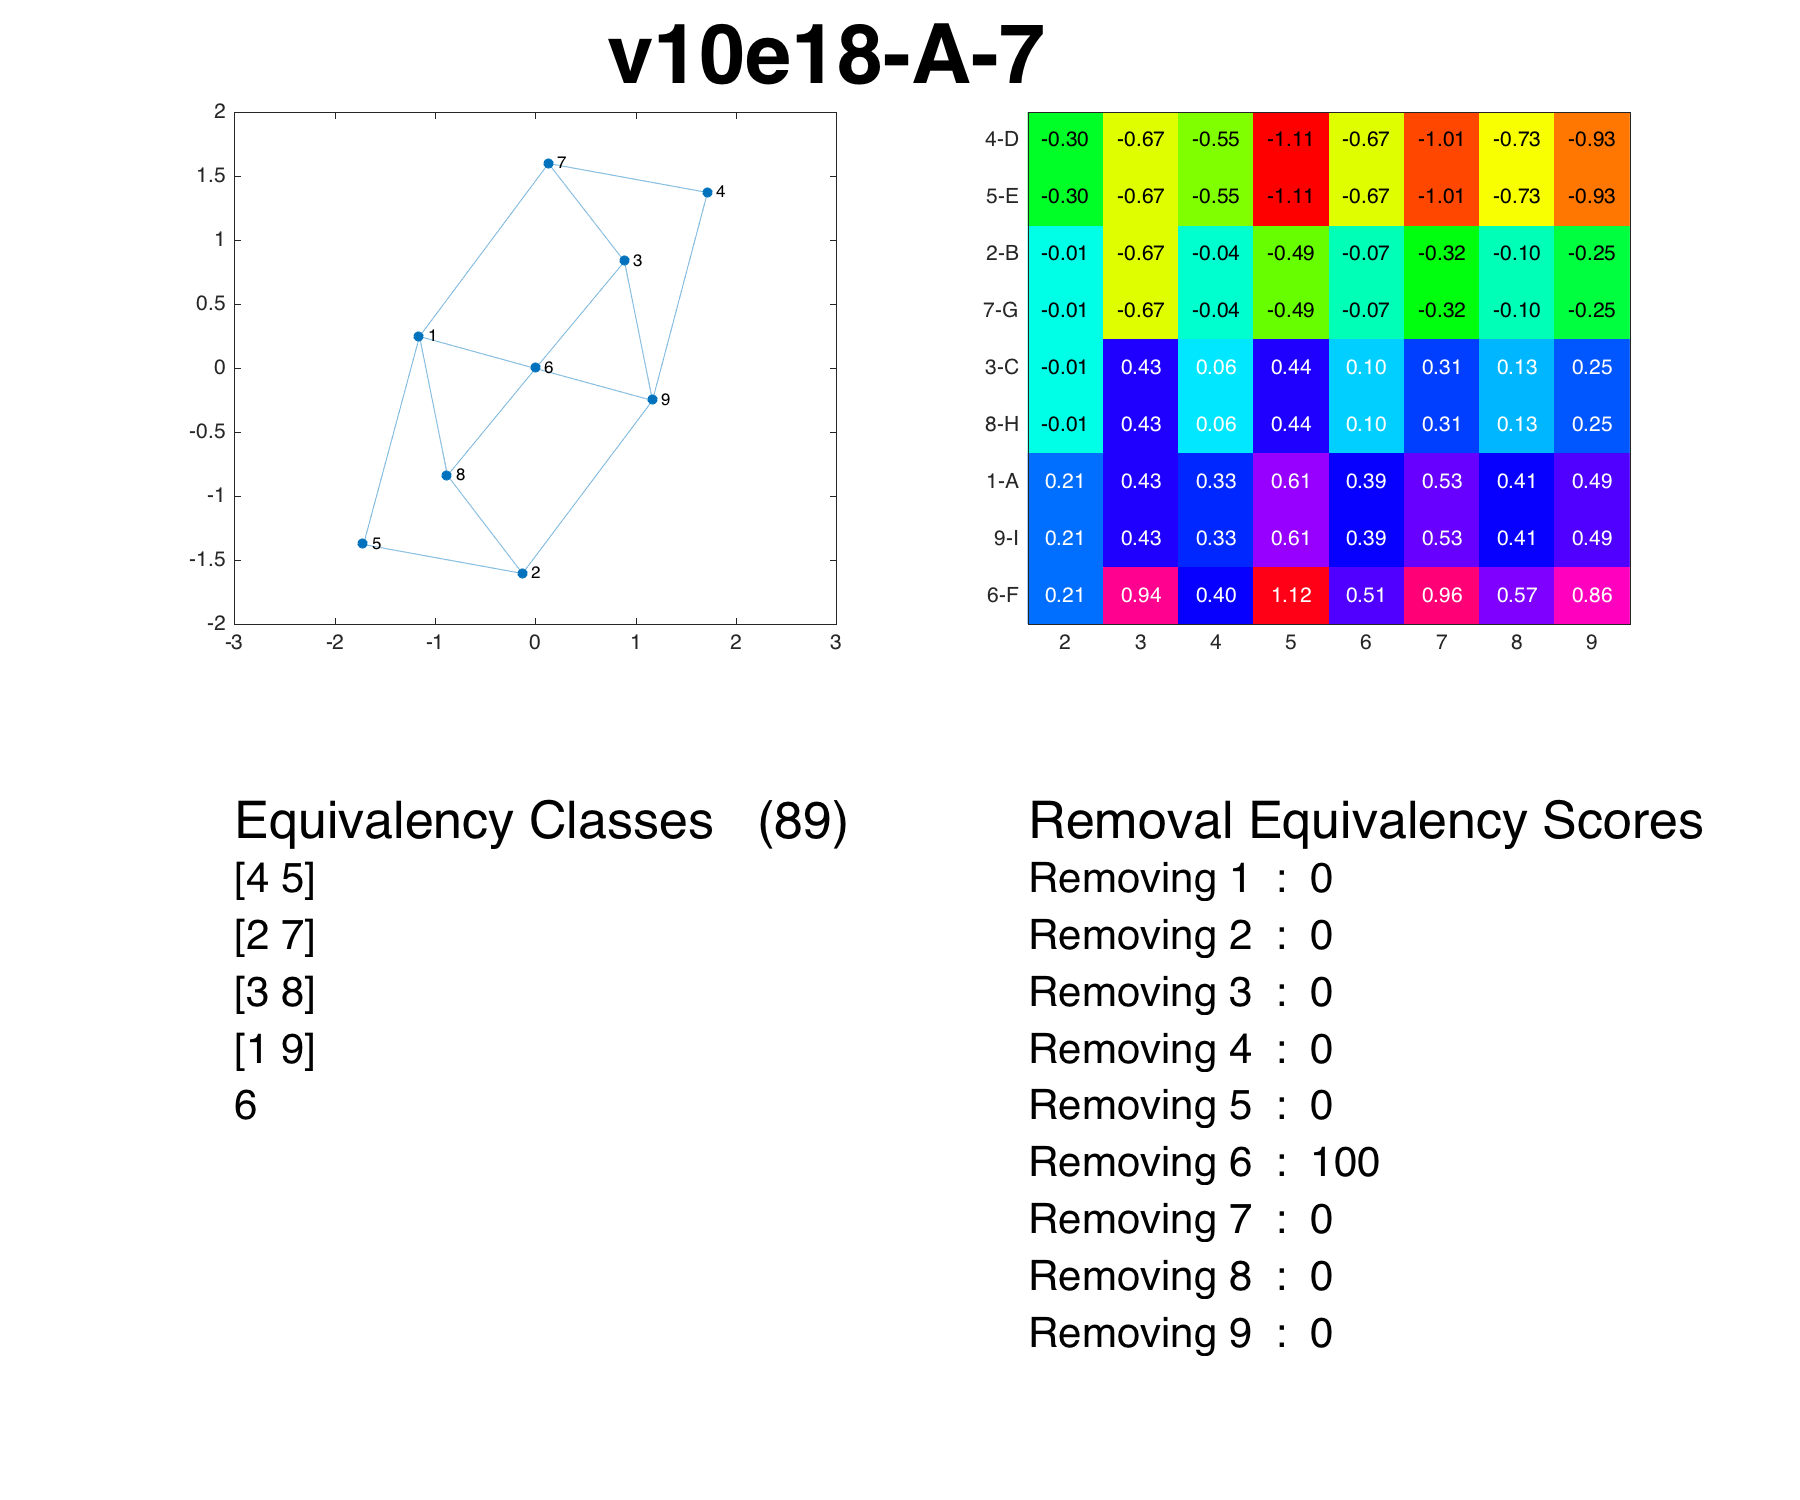 v10e18-A-7
2
1.5
1
0.5
0
-0.5
-1
-1.5
-2
-3 -2 -1 0 1 2 3
7
4
3
1
6
9
8
5
2
4-D -0.30 -0.67 -0.55 -1.11 -0.67 -1.01 -0.73 -0.93
5-E -0.30 -0.67 -0.55 -1.11 -0.67 -1.01 -0.73 -0.93
2-B -0.01 -0.67 -0.04 -0.49 -0.07 -0.32 -0.10 -0.25
7-G -0.01 -0.67 -0.04 -0.49 -0.07 -0.32 -0.10 -0.25
3-C -0.01 0.43 0.06 0.44 0.10 0.31 0.13 0.25
8-H -0.01 0.43 0.06 0.44 0.10 0.31 0.13 0.25
1-A 0.21 0.43 0.33 0.61 0.39 0.53 0.41 0.49
9-I 0.21 0.43 0.33 0.61 0.39 0.53 0.41 0.49
6-F 0.21 0.94 0.40 1.12 0.51 0.96 0.57 0.86
2 3 4 5 6 7 8 9
Equivalency Classes (89)
[4 5]
[2 7]
[3 8]
[1 9]
6
Removal Equivalency Scores
Removing 1 : 0
Removing 2 : 0
Removing 3 : 0
Removing 4 : 0
Removing 5 : 0
Removing 6 : 100
Removing 7 : 0
Removing 8 : 0
Removing 9 : 0